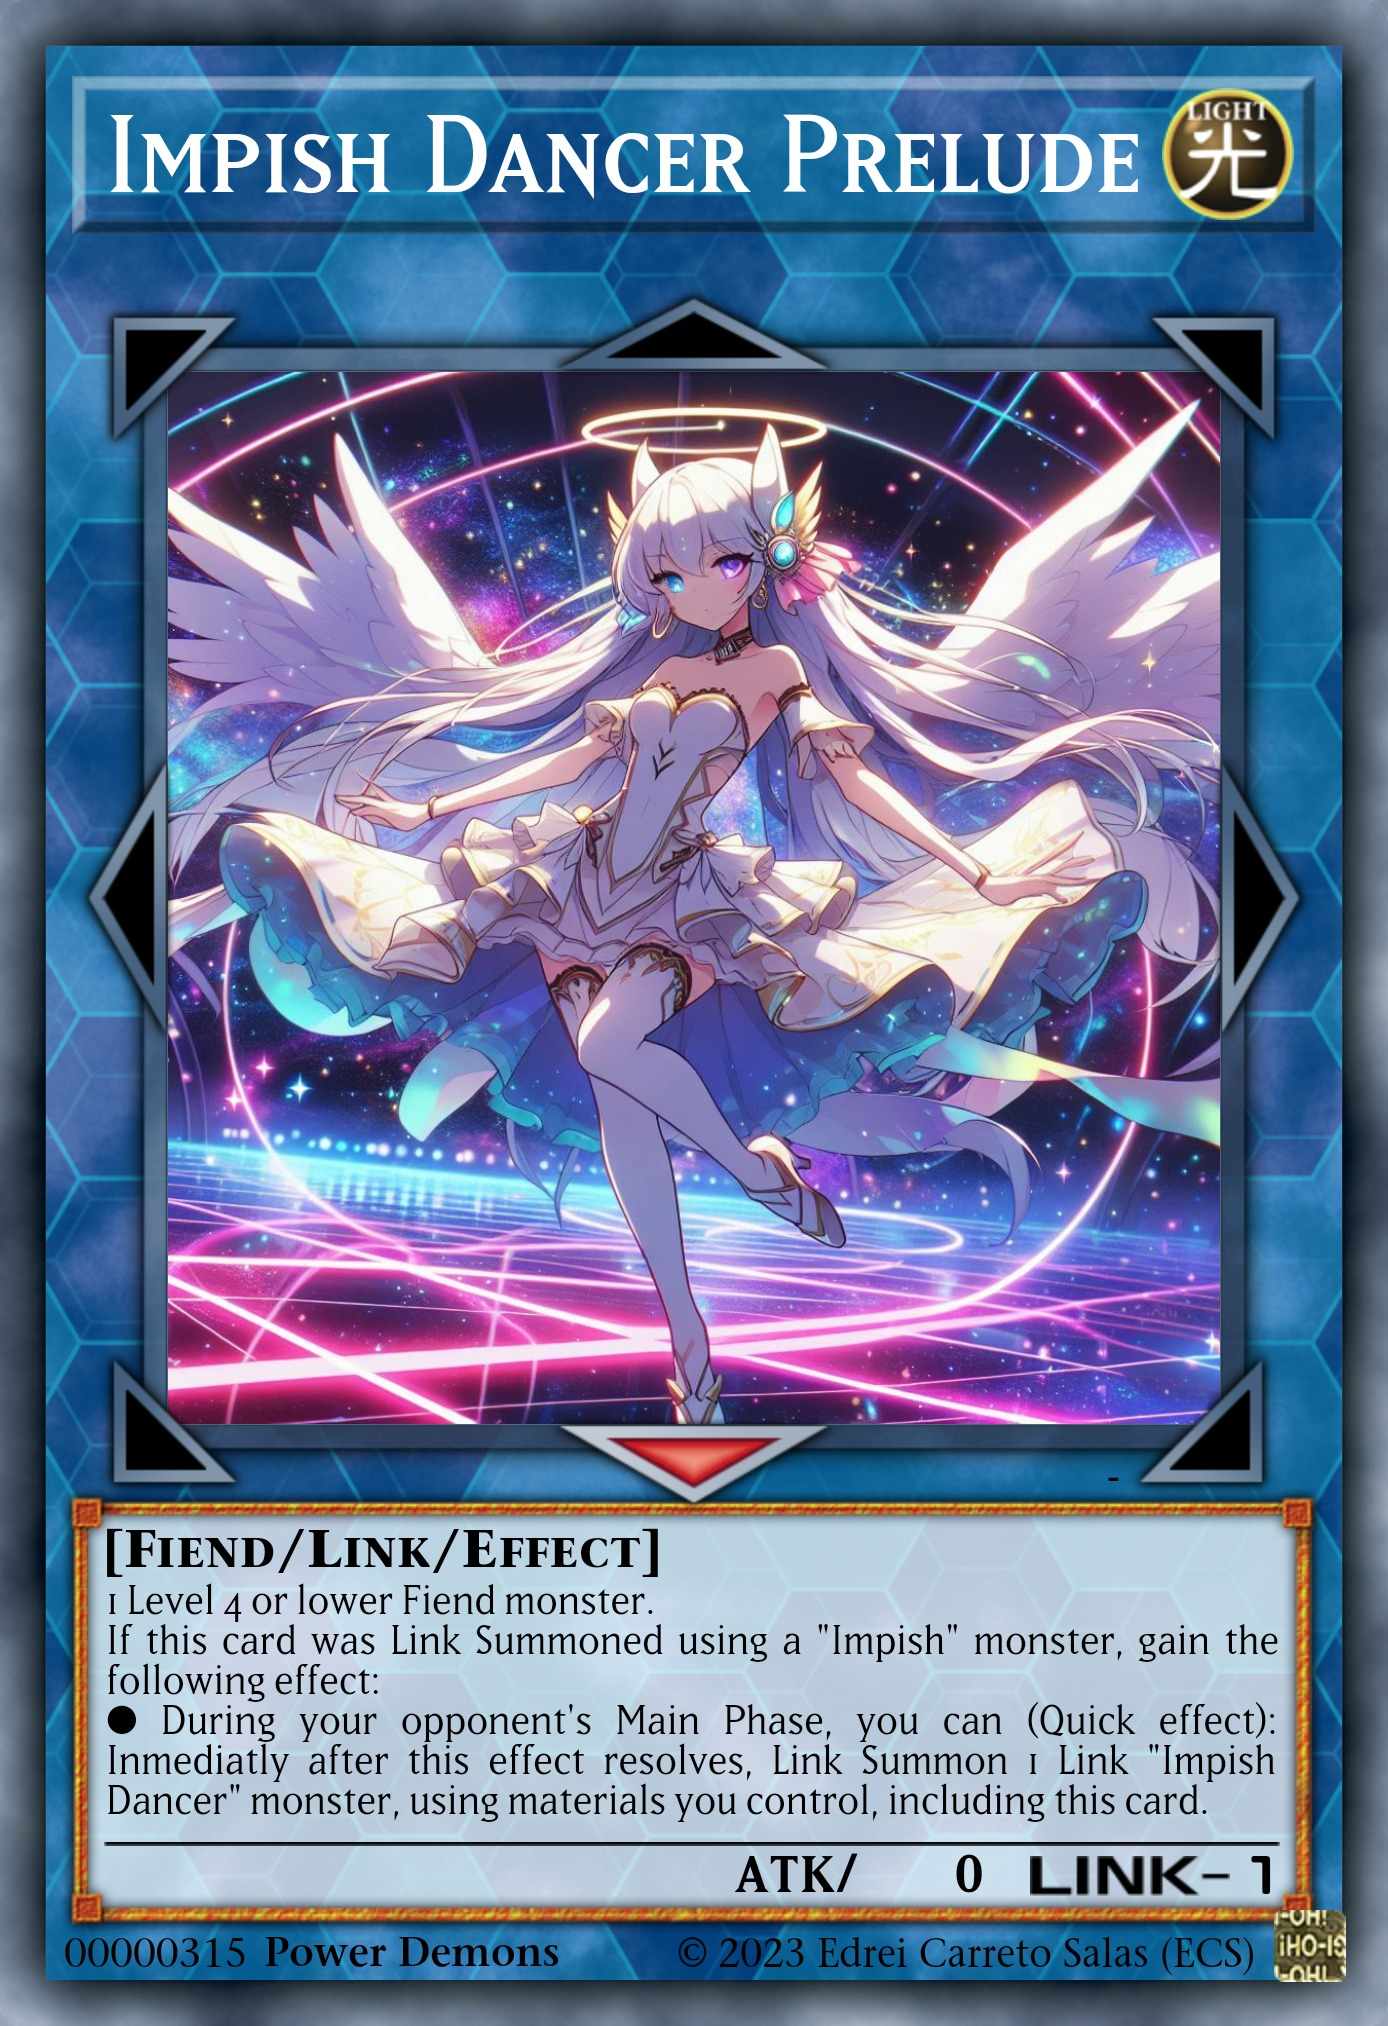 Impish Dancer Prelude
LIGHT
光
-
[Fiend/Link/Effect]
1 Level 4 or lower Fiend monster.
If this card was Link Summoned using a "Impish" monster, gain the
following effect:
● During your opponent's Main Phase, you can (Quick effect):
Inmediatly after this effect resolves, Link Summon 1 Link "Impish
Dancer" monster, using materials you control, including this card.
ATK/ 0 LINK-1
00000315 Power Demons © 2023 Edrei Carreto Salas (ECS)
-OH!